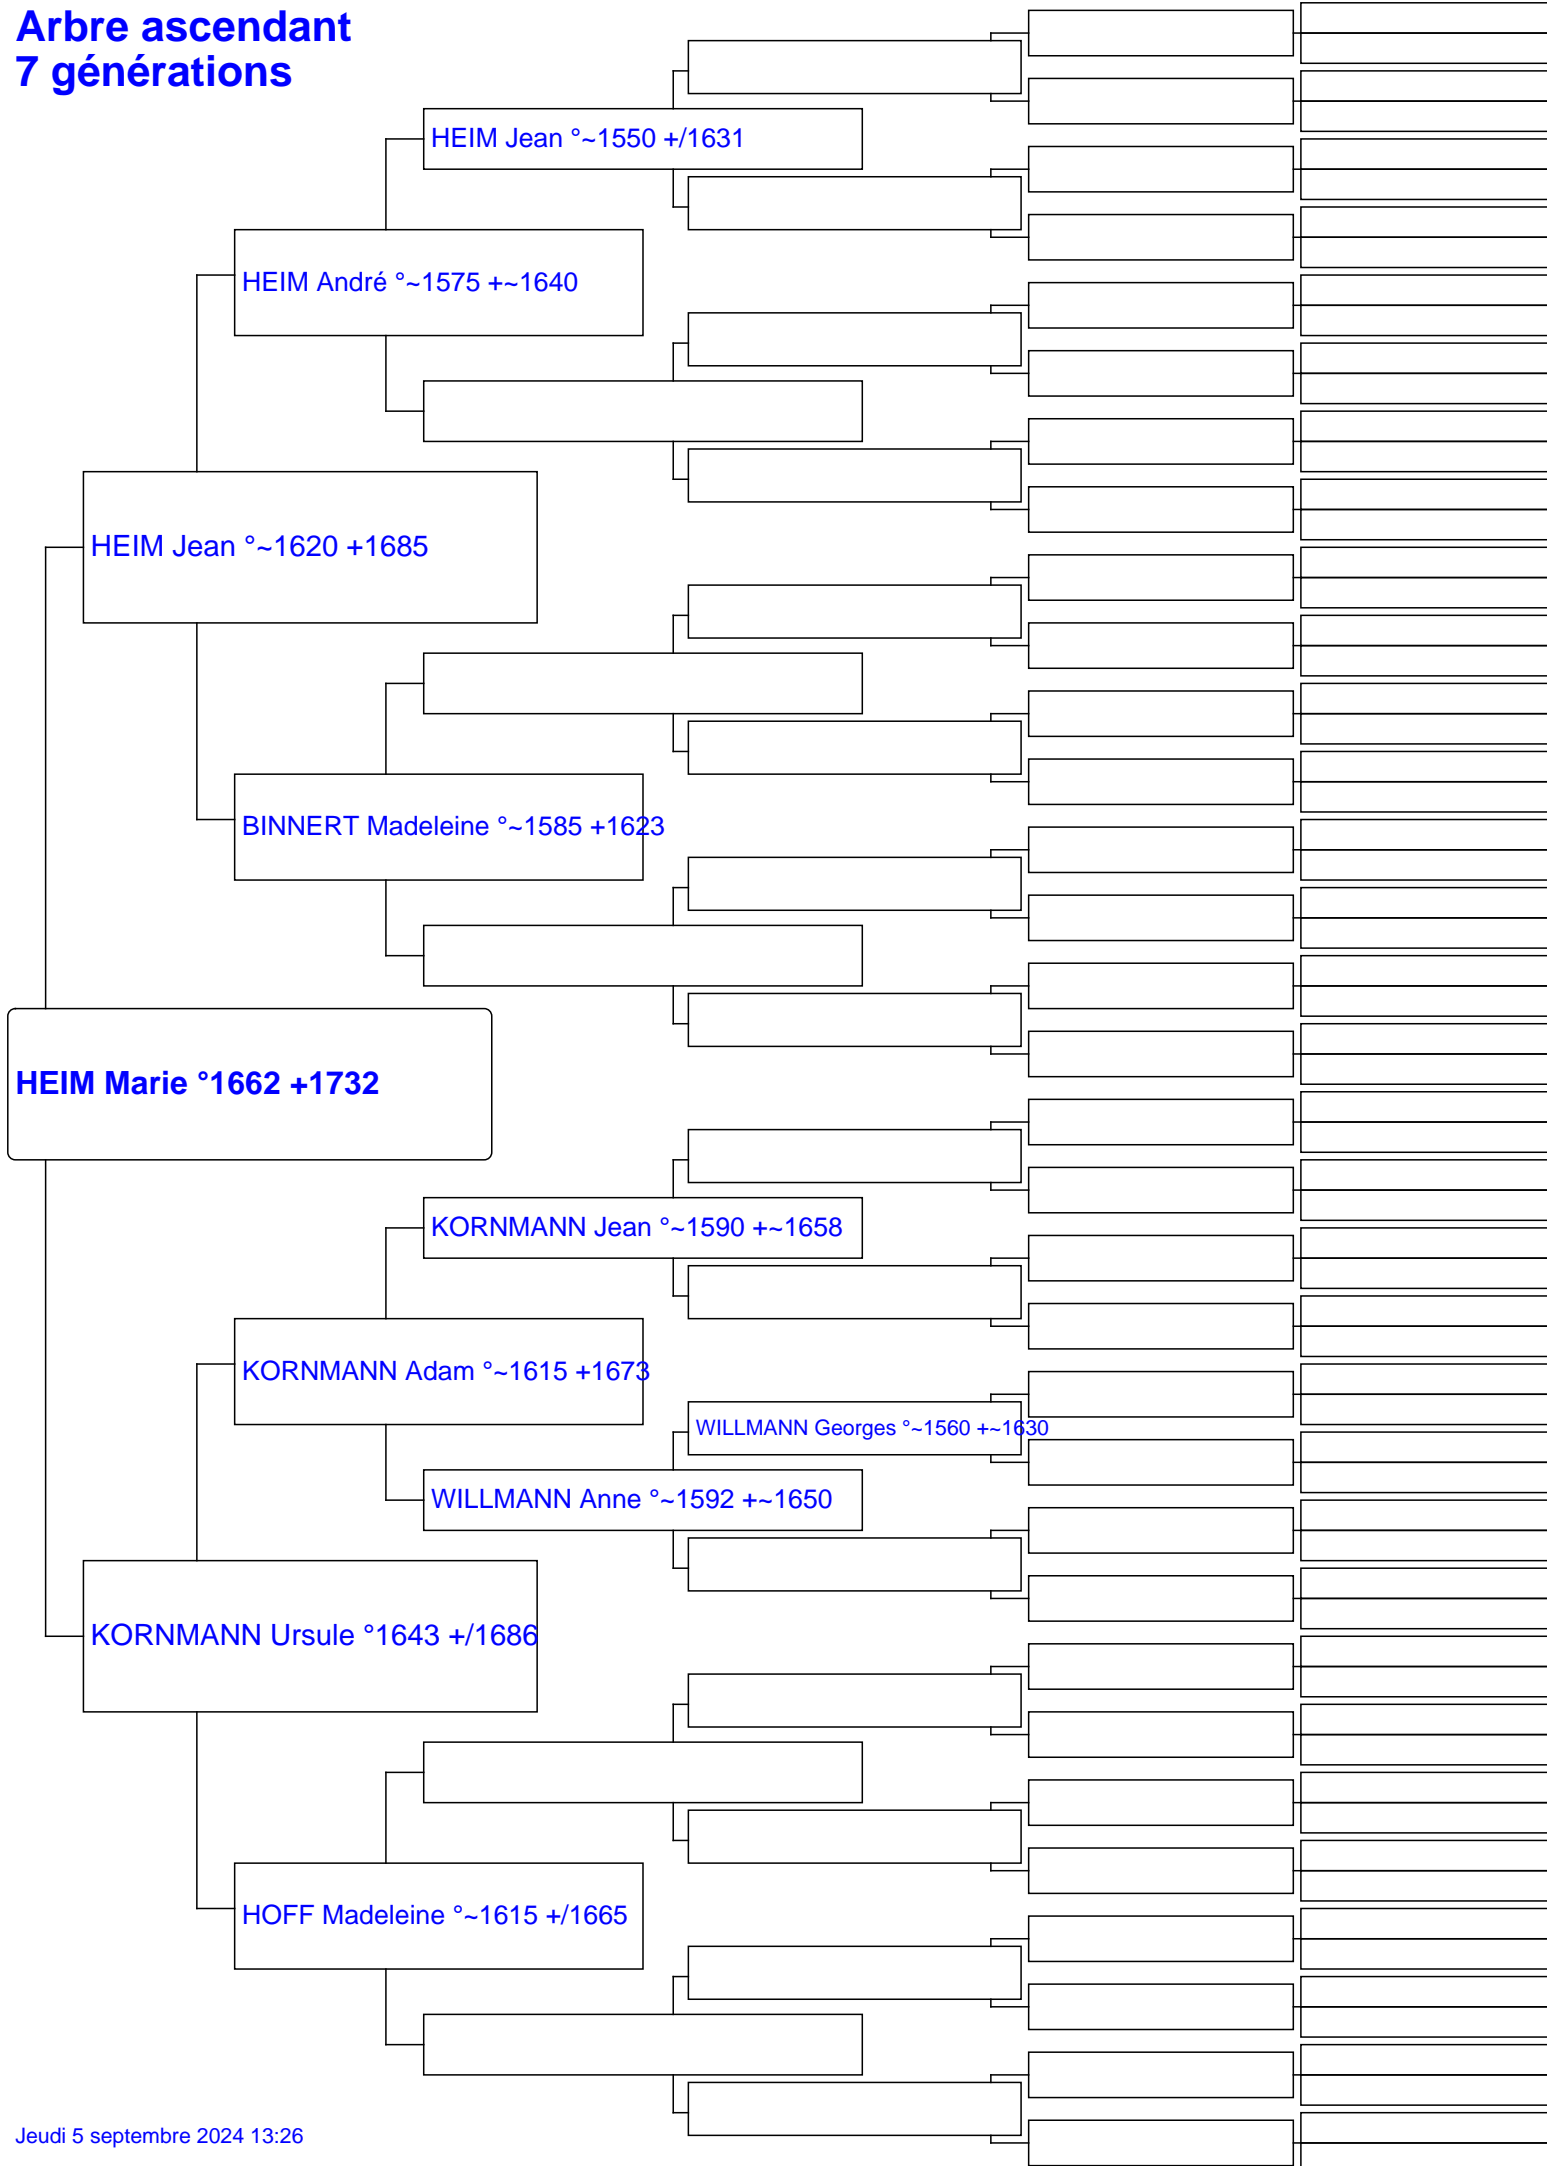 Arbre ascendant
7 générations
HEIM Jean °~1550 +/1631
HEIM André °~1575 +~1640
HEIM Jean °~1620 +1685
BINNERT Madeleine °~1585 +1623
HEIM Marie °1662 +1732
KORNMANN Jean °~1590 +~1658
KORNMANN Adam °~1615 +1673
WILLMANN Georges °~1560 +~1630
WILLMANN Anne °~1592 +~1650
KORNMANN Ursule °1643 +/1686
HOFF Madeleine °~1615 +/1665
Jeudi 5 septembre 2024 13:26